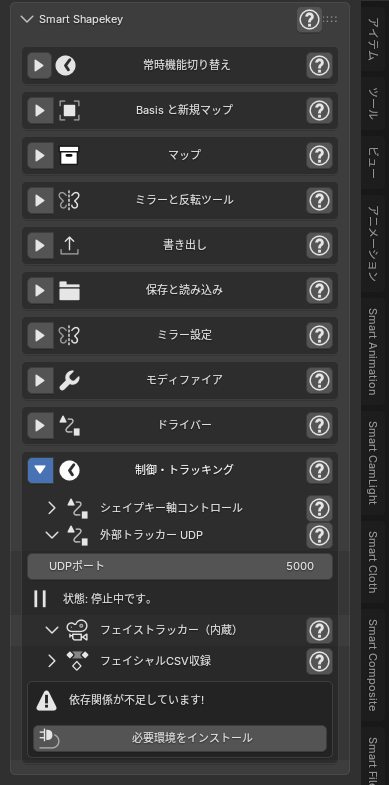 Smart Shapekey
常時機能切り替え
Basis と新規マップ
マップ
ミラーと反転ツール
書き出し
保存と読み込み
ミラー設定
モディファイア
ドライバー
制御・トラッキング
シェイプキー軸コントロール
外部トラッカー UDP
UDPポート 5000
状態: 停止中です。
フェイストラッカー（内蔵）
フェイシャルCSV収録
依存関係が不足しています!
必要環境をインストール
アイテム
ツール
ビュー
アニメーション
Smart Animation
Smart CamLight
Smart Cloth
Smart Composite
Smart File